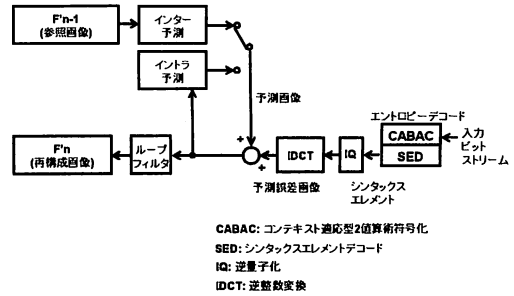 F'n-1
(参照画像)
インター
予測
イントラ
予測
予測画像
エントロピーデコード
CABAC
SED
入力
ビット
ストリーム
F'n
(再構成画像)
ループ
フィルタ
+
+
IDCT
IQ
予測誤差画像
シンタックス
エレメント
CABAC: コンテキスト適応型2値算術符号化
SED: シンタックスエレメントデコード
IQ: 逆量子化
IDCT: 逆整数変換